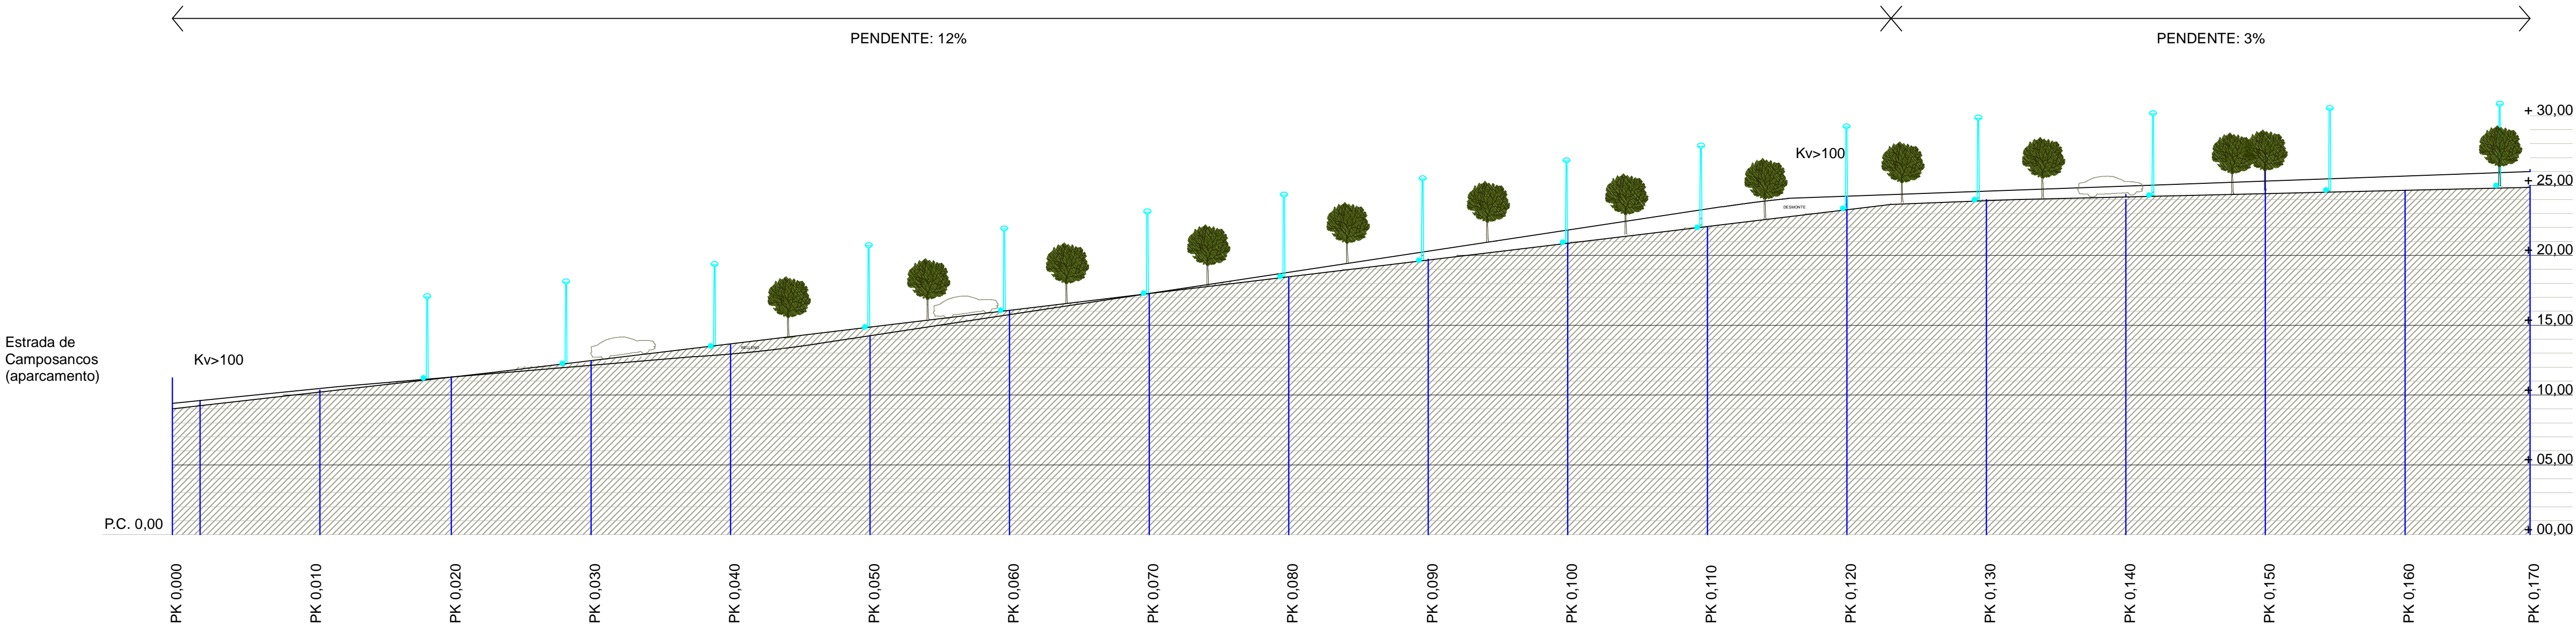 PENDENTE: 12%
PENDENTE: 3%
+ 30,00
Kv>100
+ 25,00
DESMONTE
+ 20,00
+ 15,00
Estrada de
Camposancos
(aparcamento)
Kv>100
RELLENO
+ 10,00
+ 05,00
P.C. 0,00
+ 00,00
PK 0,000
PK 0,010
PK 0,020
PK 0,030
PK 0,040
PK 0,050
PK 0,060
PK 0,070
PK 0,080
PK 0,090
PK 0,100
PK 0,110
PK 0,120
PK 0,130
PK 0,140
PK 0,150
PK 0,160
PK 0,170